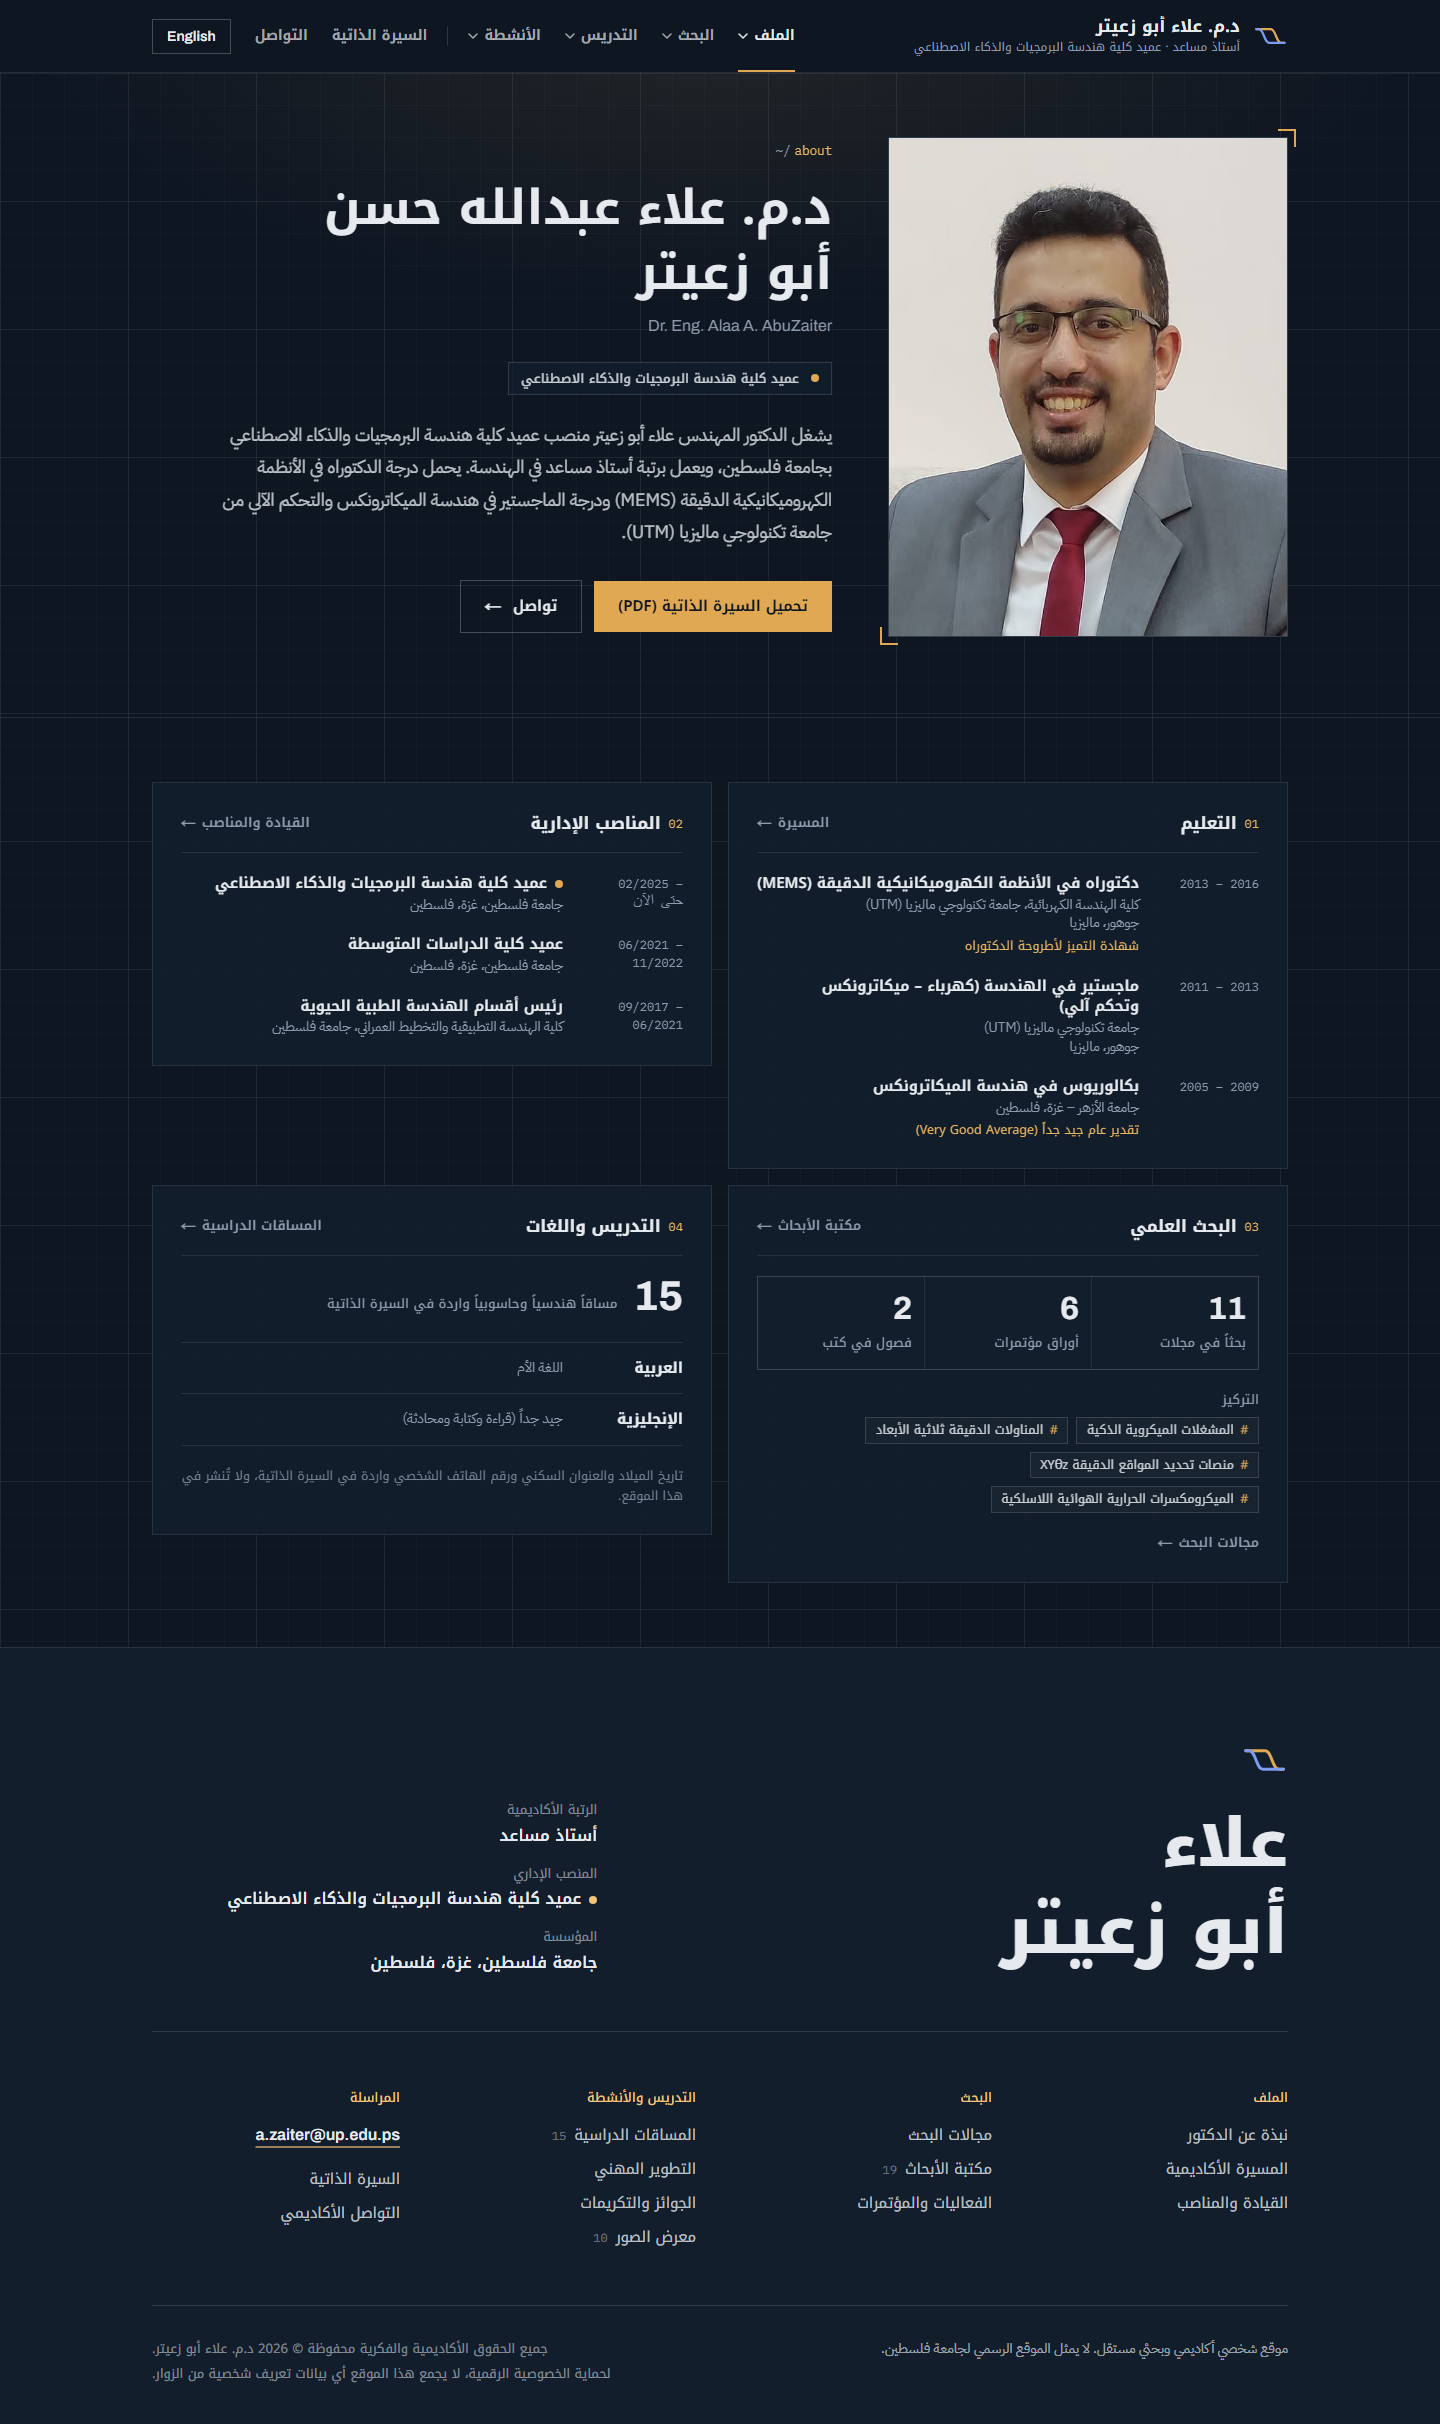 د.م. علاء أبو زعيتر
أستاذ مساعد · عميد كلية هندسة البرمجيات والذكاء الاصطناعي
الملف
البحث
التدريس
الأنشطة
السيرة الذاتية
التواصل
English
~/ about
د.م. علاء عبدالله حسن
أبو زعيتر
Dr. Eng. Alaa A. AbuZaiter
عميد كلية هندسة البرمجيات والذكاء الاصطناعي
يشغل الدكتور المهندس علاء أبو زعيتر منصب عميد كلية هندسة البرمجيات والذكاء الاصطناعي
بجامعة فلسطين، ويعمل برتبة أستاذ مساعد في الهندسة. يحمل درجة الدكتوراه في الأنظمة
الكهروميكانيكية الدقيقة (MEMS) ودرجة الماجستير في هندسة الميكاترونكس والتحكم الآلي من
جامعة تكنولوجي ماليزيا (UTM).
تحميل السيرة الذاتية (PDF)
تواصل ←
01 التعليم
المسيرة ←
2013 – 2016
دكتوراه في الأنظمة الكهروميكانيكية الدقيقة (MEMS)
كلية الهندسة الكهربائية، جامعة تكنولوجي ماليزيا (UTM)
جوهور، ماليزيا
شهادة التميز لأطروحة الدكتوراه
2011 – 2013
ماجستير في الهندسة (كهرباء – ميكاترونكس
وتحكم آلي)
جامعة تكنولوجي ماليزيا (UTM)
جوهور، ماليزيا
2005 – 2009
بكالوريوس في هندسة الميكاترونكس
جامعة الأزهر – غزة، فلسطين
تقدير عام جيد جداً (Very Good Average)
02 المناصب الإدارية
القيادة والمناصب ←
02/2025 –
حتى الآن
عميد كلية هندسة البرمجيات والذكاء الاصطناعي
جامعة فلسطين، غزة، فلسطين
06/2021 –
11/2022
عميد كلية الدراسات المتوسطة
جامعة فلسطين، غزة، فلسطين
09/2017 –
06/2021
رئيس أقسام الهندسة الطبية الحيوية
كلية الهندسة التطبيقية والتخطيط العمراني، جامعة فلسطين
03 البحث العلمي
مكتبة الأبحاث ←
11
بحثاً في مجلات
6
أوراق مؤتمرات
2
فصول في كتب
التركيز
# المشغلات الميكروية الذكية
# المناولات الدقيقة ثلاثية الأبعاد
# منصات تحديد المواقع الدقيقة XYθz
# الميكرومكسرات الحرارية الهوائية اللاسلكية
مجالات البحث ←
04 التدريس واللغات
المساقات الدراسية ←
15 مساقاً هندسياً وحاسوبياً واردة في السيرة الذاتية
العربية
اللغة الأم
الإنجليزية
جيد جداً (قراءة وكتابة ومحادثة)
تاريخ الميلاد والعنوان السكني ورقم الهاتف الشخصي واردة في السيرة الذاتية، ولا تُنشر في
هذا الموقع.
علاء
أبو زعيتر
الرتبة الأكاديمية
أستاذ مساعد
المنصب الإداري
عميد كلية هندسة البرمجيات والذكاء الاصطناعي
المؤسسة
جامعة فلسطين، غزة، فلسطين
الملف
نبذة عن الدكتور
المسيرة الأكاديمية
القيادة والمناصب
البحث
مجالات البحث
مكتبة الأبحاث 19
الفعاليات والمؤتمرات
التدريس والأنشطة
المساقات الدراسية 15
التطوير المهني
الجوائز والتكريمات
معرض الصور 10
المراسلة
a.zaiter@up.edu.ps
السيرة الذاتية
التواصل الأكاديمي
موقع شخصي أكاديمي وبحثي مستقل. لا يمثل الموقع الرسمي لجامعة فلسطين.
جميع الحقوق الأكاديمية والفكرية محفوظة © 2026 د.م. علاء أبو زعيتر.
لحماية الخصوصية الرقمية، لا يجمع هذا الموقع أي بيانات تعريف شخصية من الزوار.